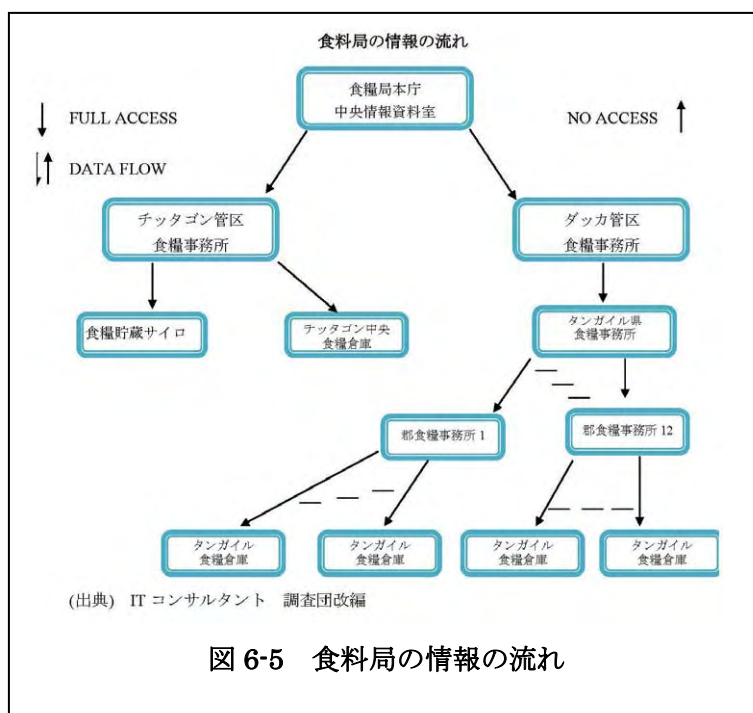 食料局の情報の流れ
食糧局本庁
中央情報資料室
FULL ACCESS
NO ACCESS
DATA FLOW
チッタゴン管区
食糧事務所
ダッカ管区
食糧事務所
食糧貯蔵サイロ
チッタゴン中央
食糧倉庫
タンガイル県
食糧事務所
郡食糧事務所 1
郡食糧事務所 12
タンガイル
食糧倉庫
タンガイル
食糧倉庫
タンガイル
食糧倉庫
タンガイル
食糧倉庫
(出典) IT コンサルタント 調査団改編
図 6-5 食料局の情報の流れ